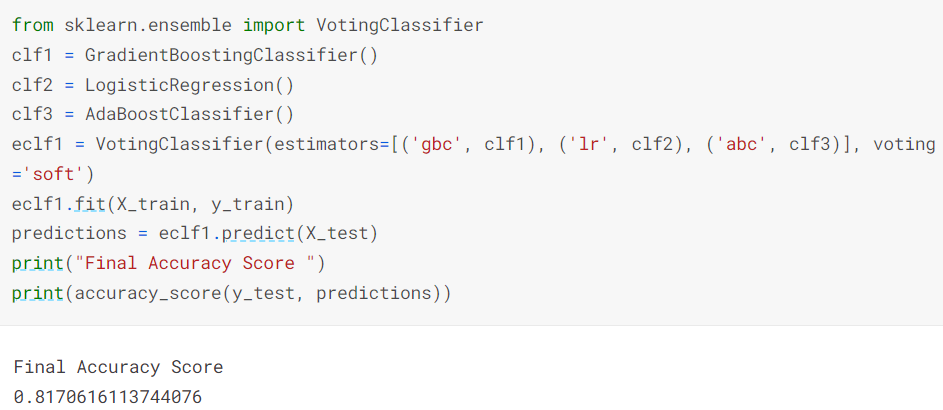 from sklearn.ensemble import VotingClassifier
clf1 = GradientBoostingClassifier()
clf2 = LogisticRegression()
clf3 = AdaBoostClassifier()
eclf1 = VotingClassifier(estimators=[('gbc', clf1), ('lr', clf2), ('abc', clf3)], voting
='soft')
eclf1.fit(X_train, y_train)
predictions = eclf1.predict(X_test)
print("Final Accuracy Score ")
print(accuracy_score(y_test, predictions))
Final Accuracy Score
0.8170616113744076